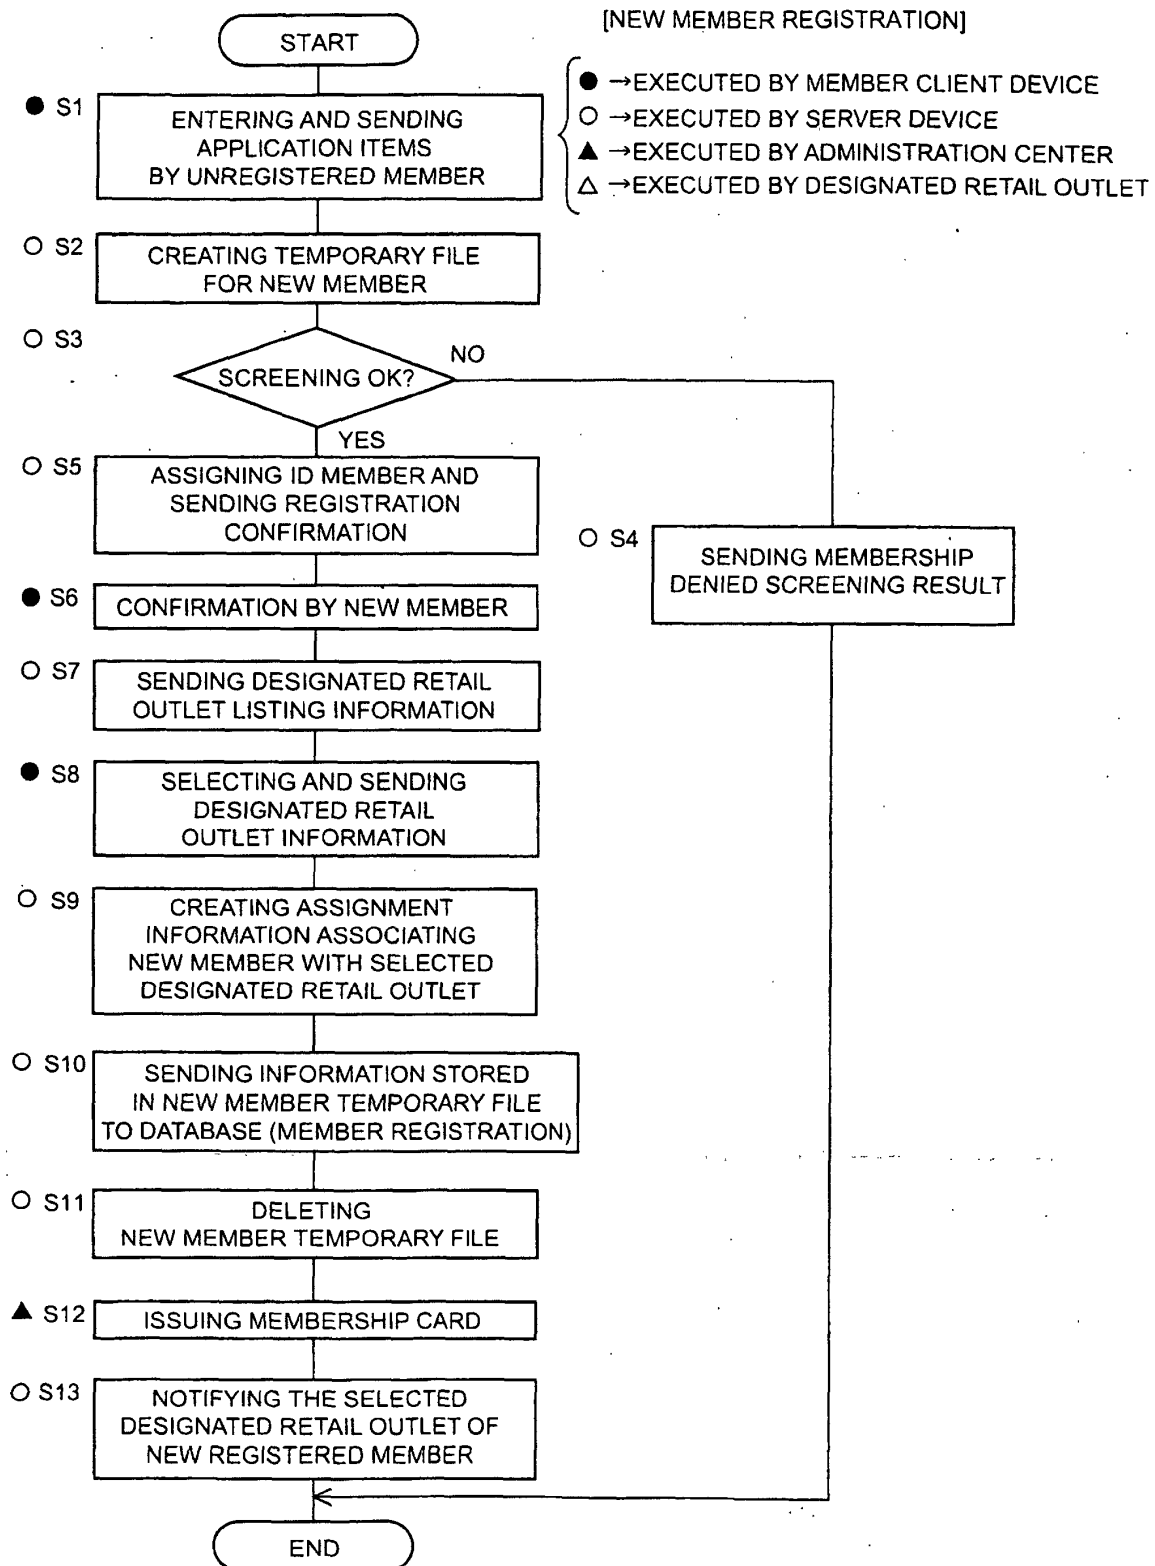 [NEW MEMBER REGISTRATION]
START
● →EXECUTED BY MEMBER CLIENT DEVICE
○ →EXECUTED BY SERVER DEVICE
▲ →EXECUTED BY ADMINISTRATION CENTER
△ →EXECUTED BY DESIGNATED RETAIL OUTLET
● S1
ENTERING AND SENDING
APPLICATION ITEMS
BY UNREGISTERED MEMBER
○ S2
CREATING TEMPORARY FILE
FOR NEW MEMBER
○ S3
SCREENING OK?
NO
YES
○ S5
ASSIGNING ID MEMBER AND
SENDING REGISTRATION
CONFIRMATION
○ S4
SENDING MEMBERSHIP
DENIED SCREENING RESULT
● S6
CONFIRMATION BY NEW MEMBER
○ S7
SENDING DESIGNATED RETAIL
OUTLET LISTING INFORMATION
● S8
SELECTING AND SENDING
DESIGNATED RETAIL
OUTLET INFORMATION
○ S9
CREATING ASSIGNMENT
INFORMATION ASSOCIATING
NEW MEMBER WITH SELECTED
DESIGNATED RETAIL OUTLET
○ S10
SENDING INFORMATION STORED
IN NEW MEMBER TEMPORARY FILE
TO DATABASE (MEMBER REGISTRATION)
○ S11
DELETING
NEW MEMBER TEMPORARY FILE
▲ S12
ISSUING MEMBERSHIP CARD
○ S13
NOTIFYING THE SELECTED
DESIGNATED RETAIL OUTLET OF
NEW REGISTERED MEMBER
END